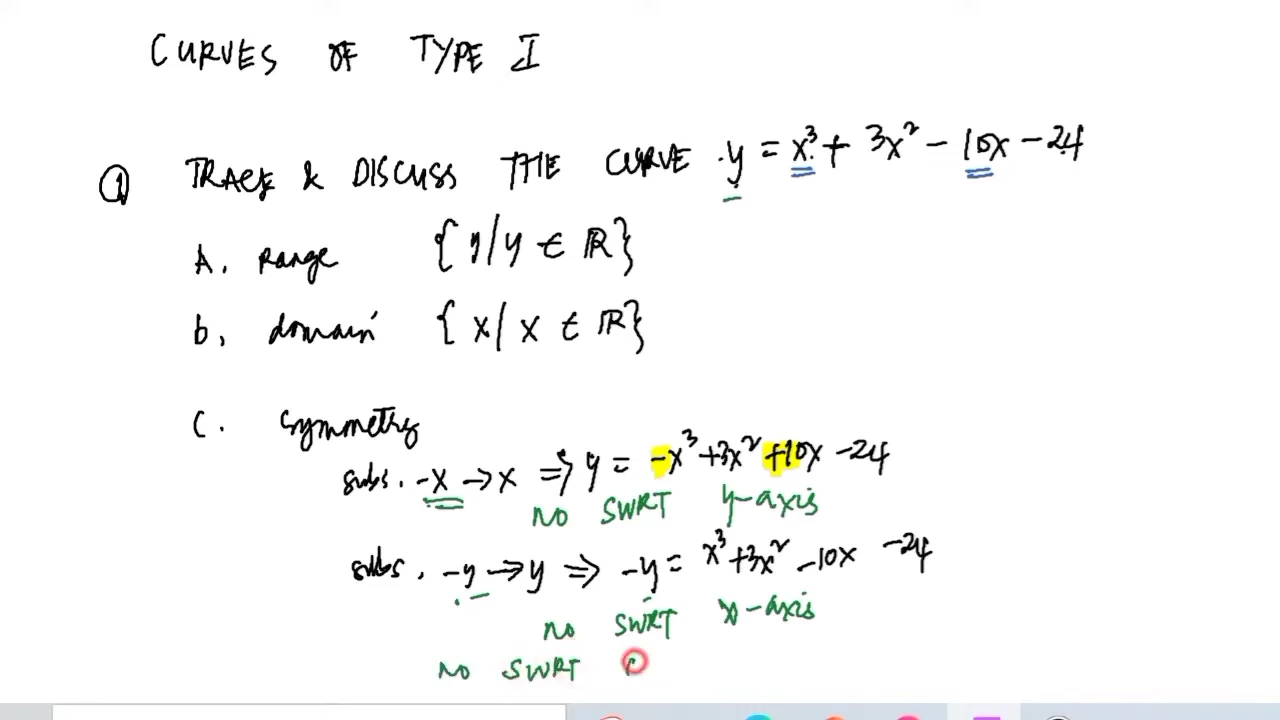 CURVES OF TYPE I
① TRACE & DISCUSS THE CURVE y = x³ + 3x² - 10x - 24
A. range {y/y ∈ ℝ}
b. domain {x/x ∈ ℝ}
C. Symmetry
subs. -x → x ⇒ y = -x³ +3x² +10x -24
NO SWRT y-axis
subs. -y → y ⇒ -y = x³+3x² -10x -24
NO SWRT x-axis
NO SWRT